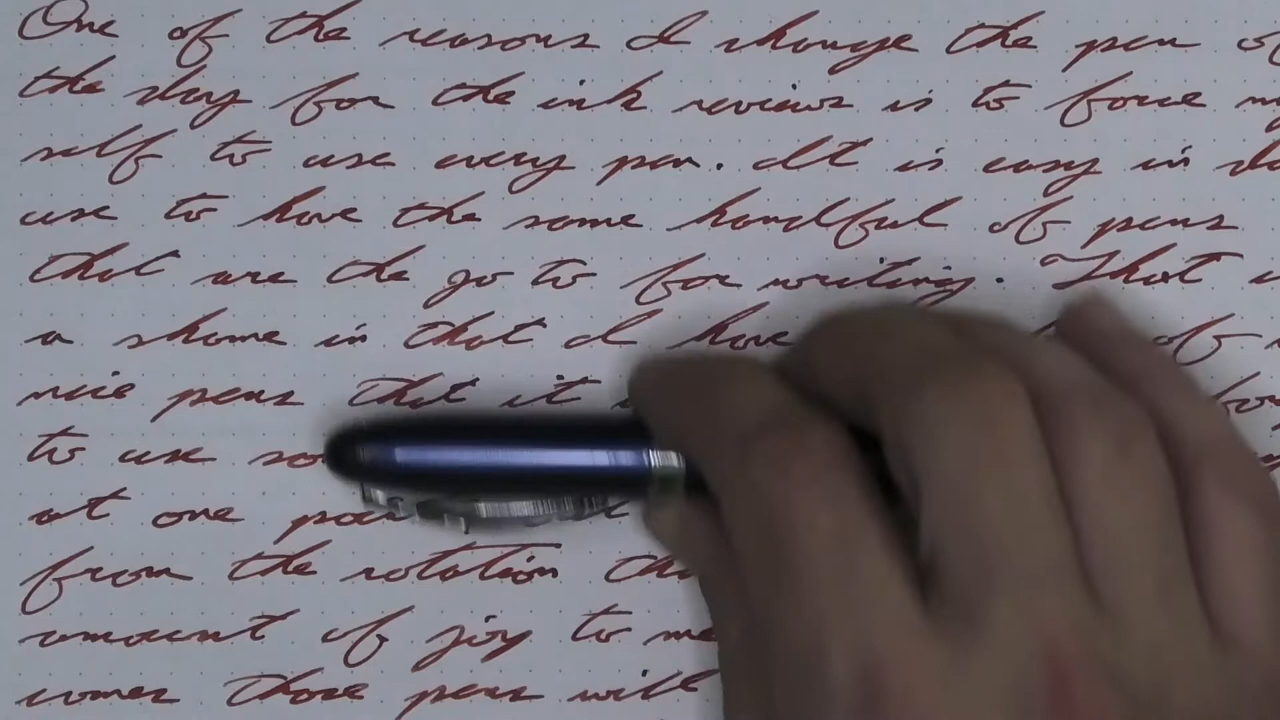 One of the reasons I change the pen of
the day for the ink reviews is to force my
self to use every pen. It is easy in
use to have the same handful of pens
that are the go to for writing. That
a shame in that I have of
nice pens that it
to use
at one
from the rotation
amount of joy to me
comes those pens will